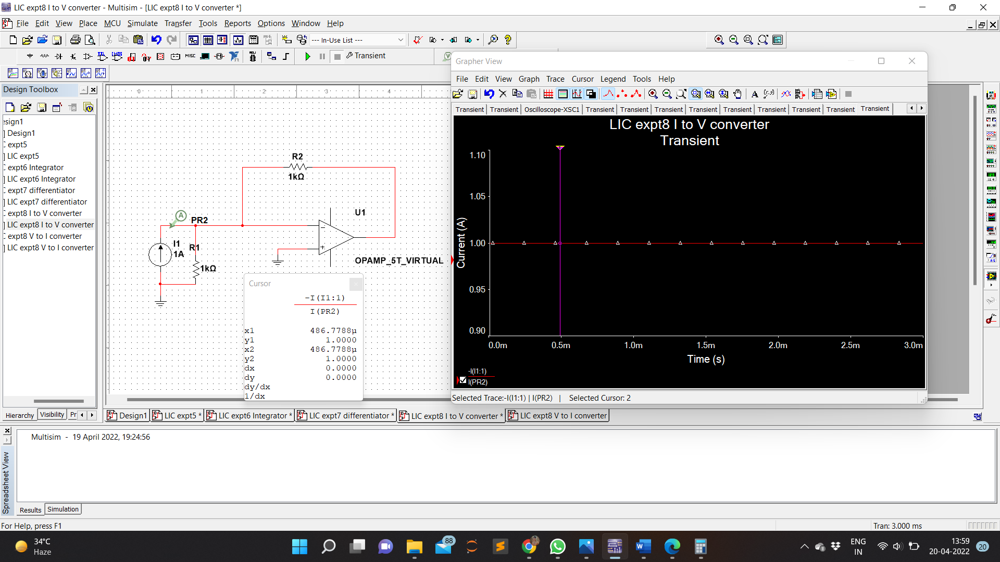 LIC expt8 I to V converter - Multisim - [LIC expt8 I to V converter *]
File Edit View Place MCU Simulate Transfer Tools Reports Options Window Help
--- In-Use List ---
MISC
Transient
Design Toolbox
esign1
Design1
C expt5
LIC expt5
C expt6 Integrator
LIC expt6 Integrator
C expt7 differentiator
LIC expt7 differentiator
C expt8 I to V converter
LIC expt8 I to V converter
C expt8 V to I converter
LIC expt8 V to I converter
Hierarchy Visibility Pr
0 1 2 3 4
R2
1kΩ
A
PR2
U1
I1
1A
R1
1kΩ
OPAMP_5T_VIRTUAL
Cursor
-I(I1:1)
I(PR2)
x1 486.7788µ
y1 1.0000
x2 486.7788µ
y2 1.0000
dx 0.0000
dy 0.0000
dy/dx
1/dx
Grapher View
File Edit View Graph Trace Cursor Legend Tools Help
Transient Transient Oscilloscope-XSC1 Transient Transient Transient Transient Transient Transient Transient Transient Transient
LIC expt8 I to V converter
Transient
1.10
1.05
1.00
0.95
0.90
Current (A)
0.0m 0.5m 1.0m 1.5m 2.0m 2.5m 3.0m
Time (s)
-I(I1:1)
I(PR2)
Selected Trace:-I(I1:1) | I(PR2) | Selected Cursor: 2
Design1 LIC expt5 * LIC expt6 Integrator * LIC expt7 differentiator * LIC expt8 I to V converter * LIC expt8 V to I converter
Multisim - 19 April 2022, 19:24:56
Spreadsheet View
Results Simulation
For Help, press F1
Tran: 3.000 ms
34°C
Haze
88
ENG
IN
13:59
20-04-2022
20